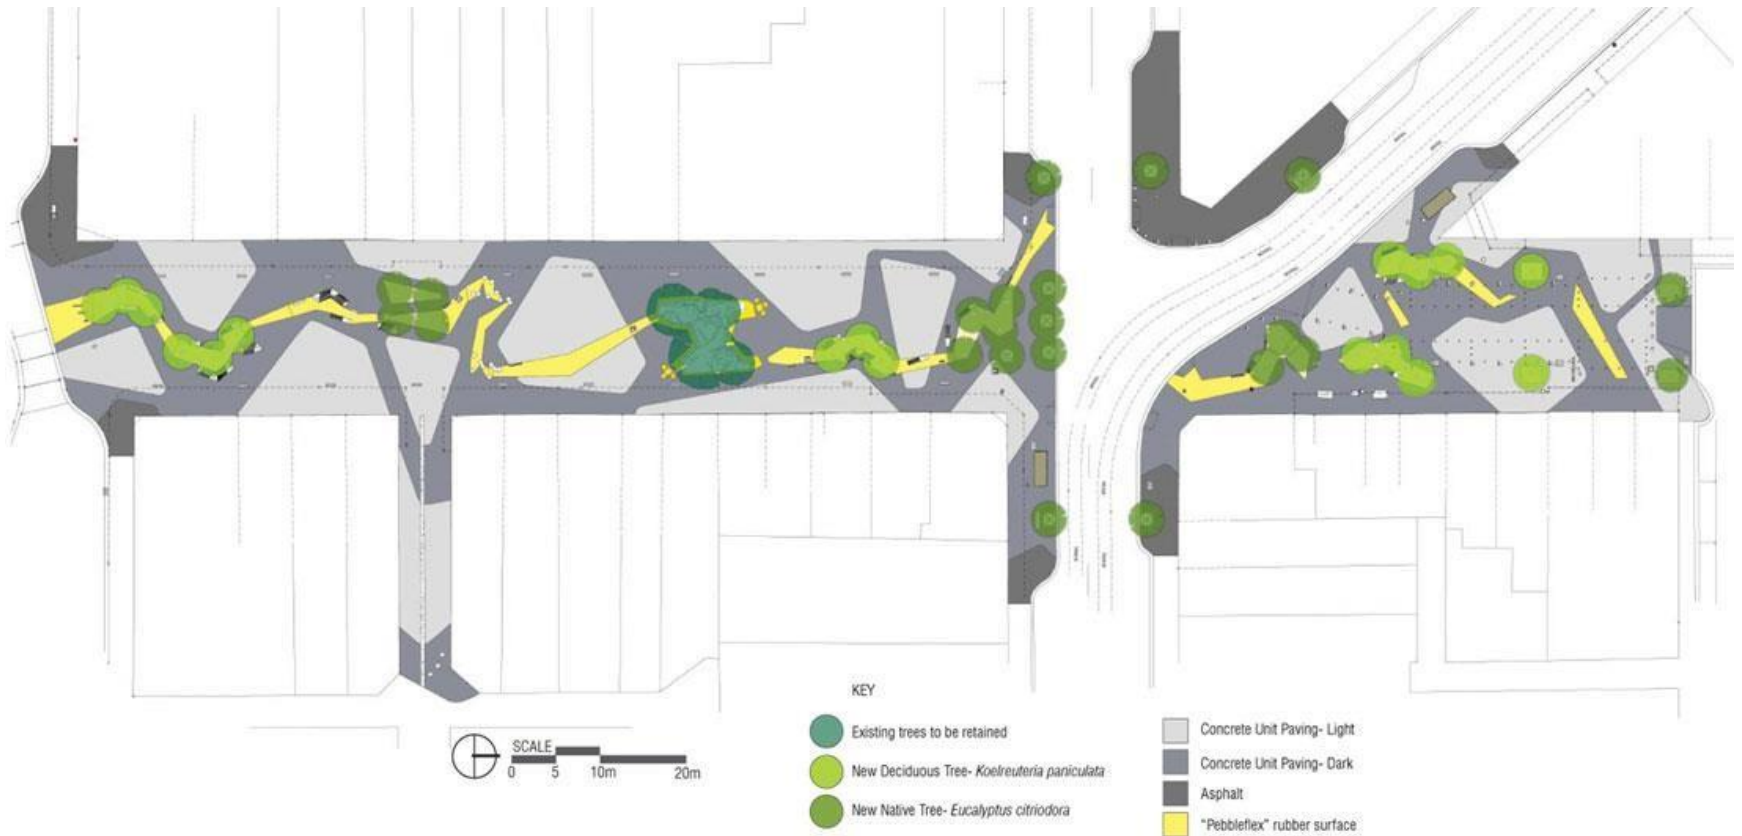 KEY
Existing trees to be retained
New Deciduous Tree- Koelreuteria paniculata
New Native Tree- Eucalyptus citriodora
SCALE
0 5 10m 20m
Concrete Unit Paving- Light
Concrete Unit Paving- Dark
Asphalt
"Pebbleflex" rubber surface